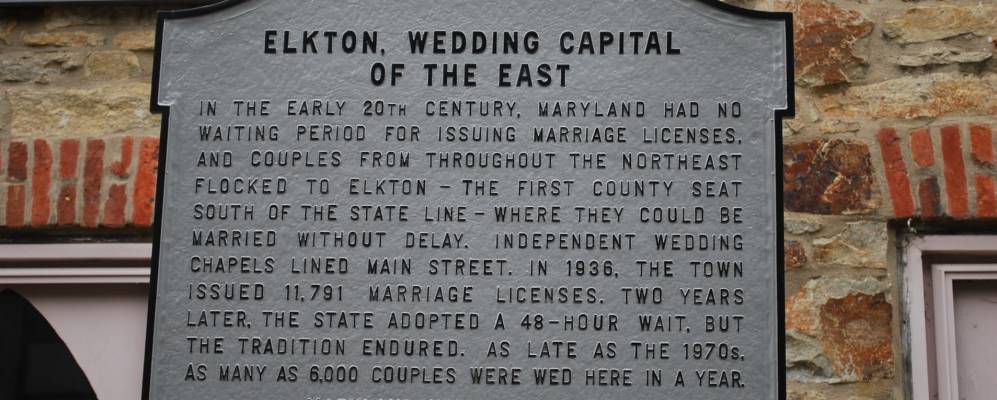 ELKTON, WEDDING CAPITAL
OF THE EAST
IN THE EARLY 20TH CENTURY, MARYLAND HAD NO
WAITING PERIOD FOR ISSUING MARRIAGE LICENSES,
AND COUPLES FROM THROUGHOUT THE NORTHEAST
FLOCKED TO ELKTON – THE FIRST COUNTY SEAT
SOUTH OF THE STATE LINE – WHERE THEY COULD BE
MARRIED WITHOUT DELAY. INDEPENDENT WEDDING
CHAPELS LINED MAIN STREET. IN 1936, THE TOWN
ISSUED 11,791 MARRIAGE LICENSES. TWO YEARS
LATER, THE STATE ADOPTED A 48-HOUR WAIT, BUT
THE TRADITION ENDURED. AS LATE AS THE 1970s,
AS MANY AS 6,000 COUPLES WERE WED HERE IN A YEAR.